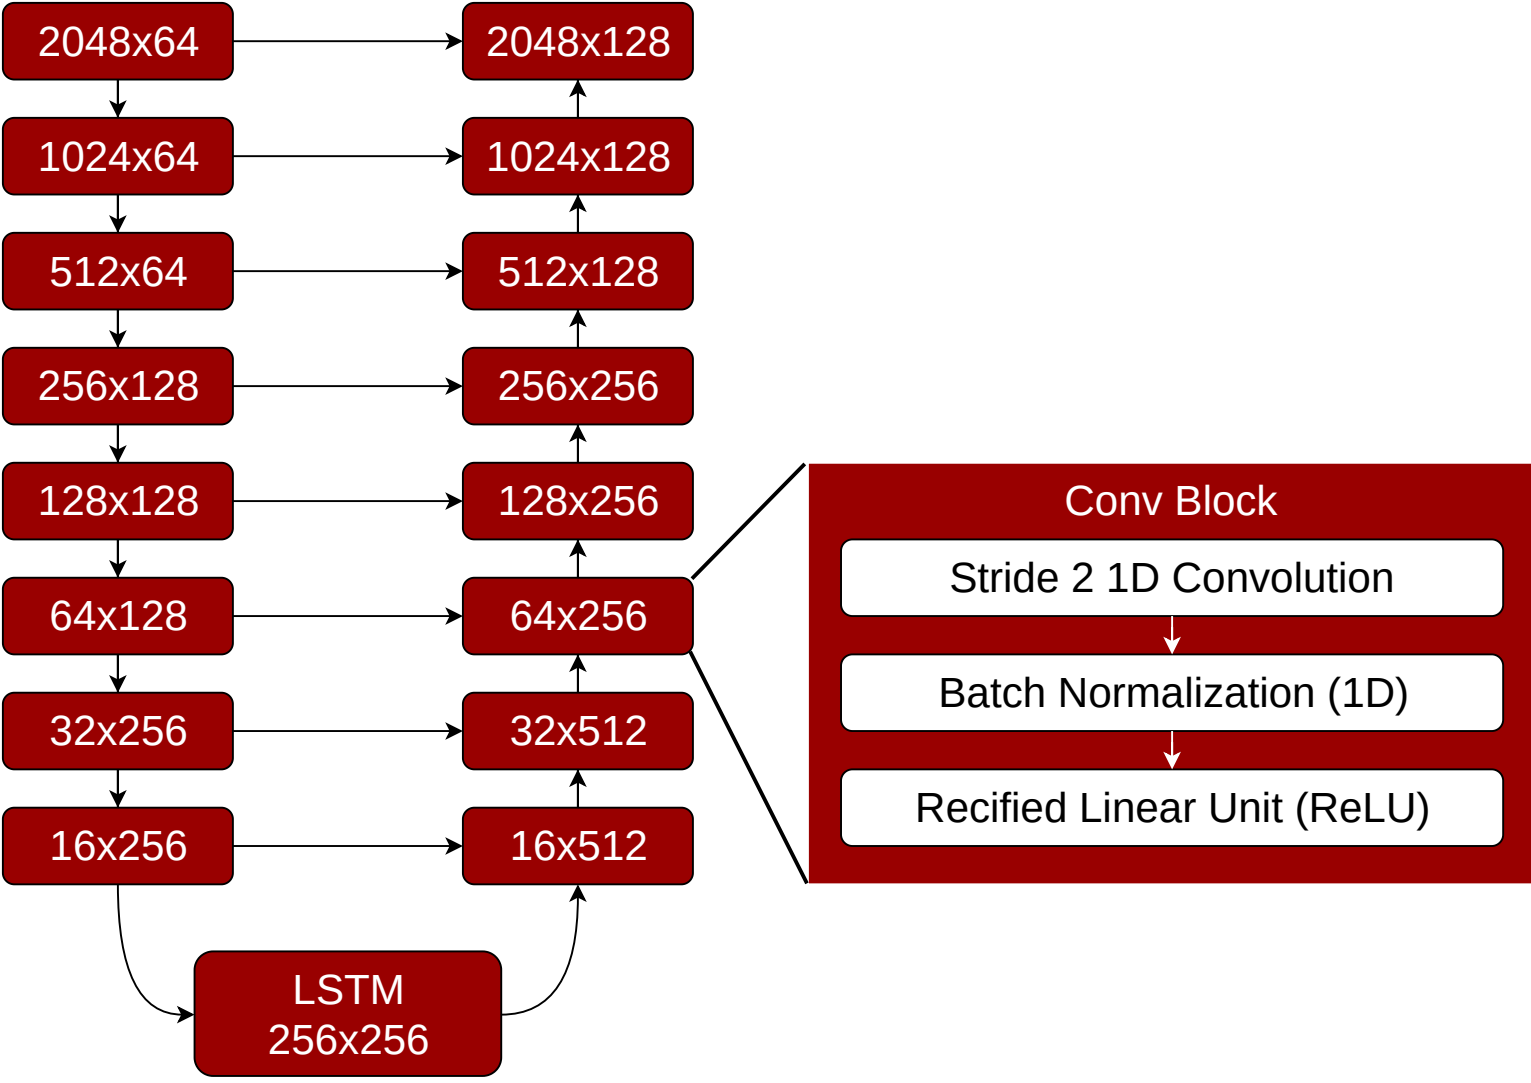 2048x64
2048x128
1024x64
1024x128
512x64
512x128
256x128
256x256
128x128
128x256
64x128
64x256
32x256
32x512
16x256
16x512
LSTM
256x256
Conv Block
Stride 2 1D Convolution
Batch Normalization (1D)
Recified Linear Unit (ReLU)